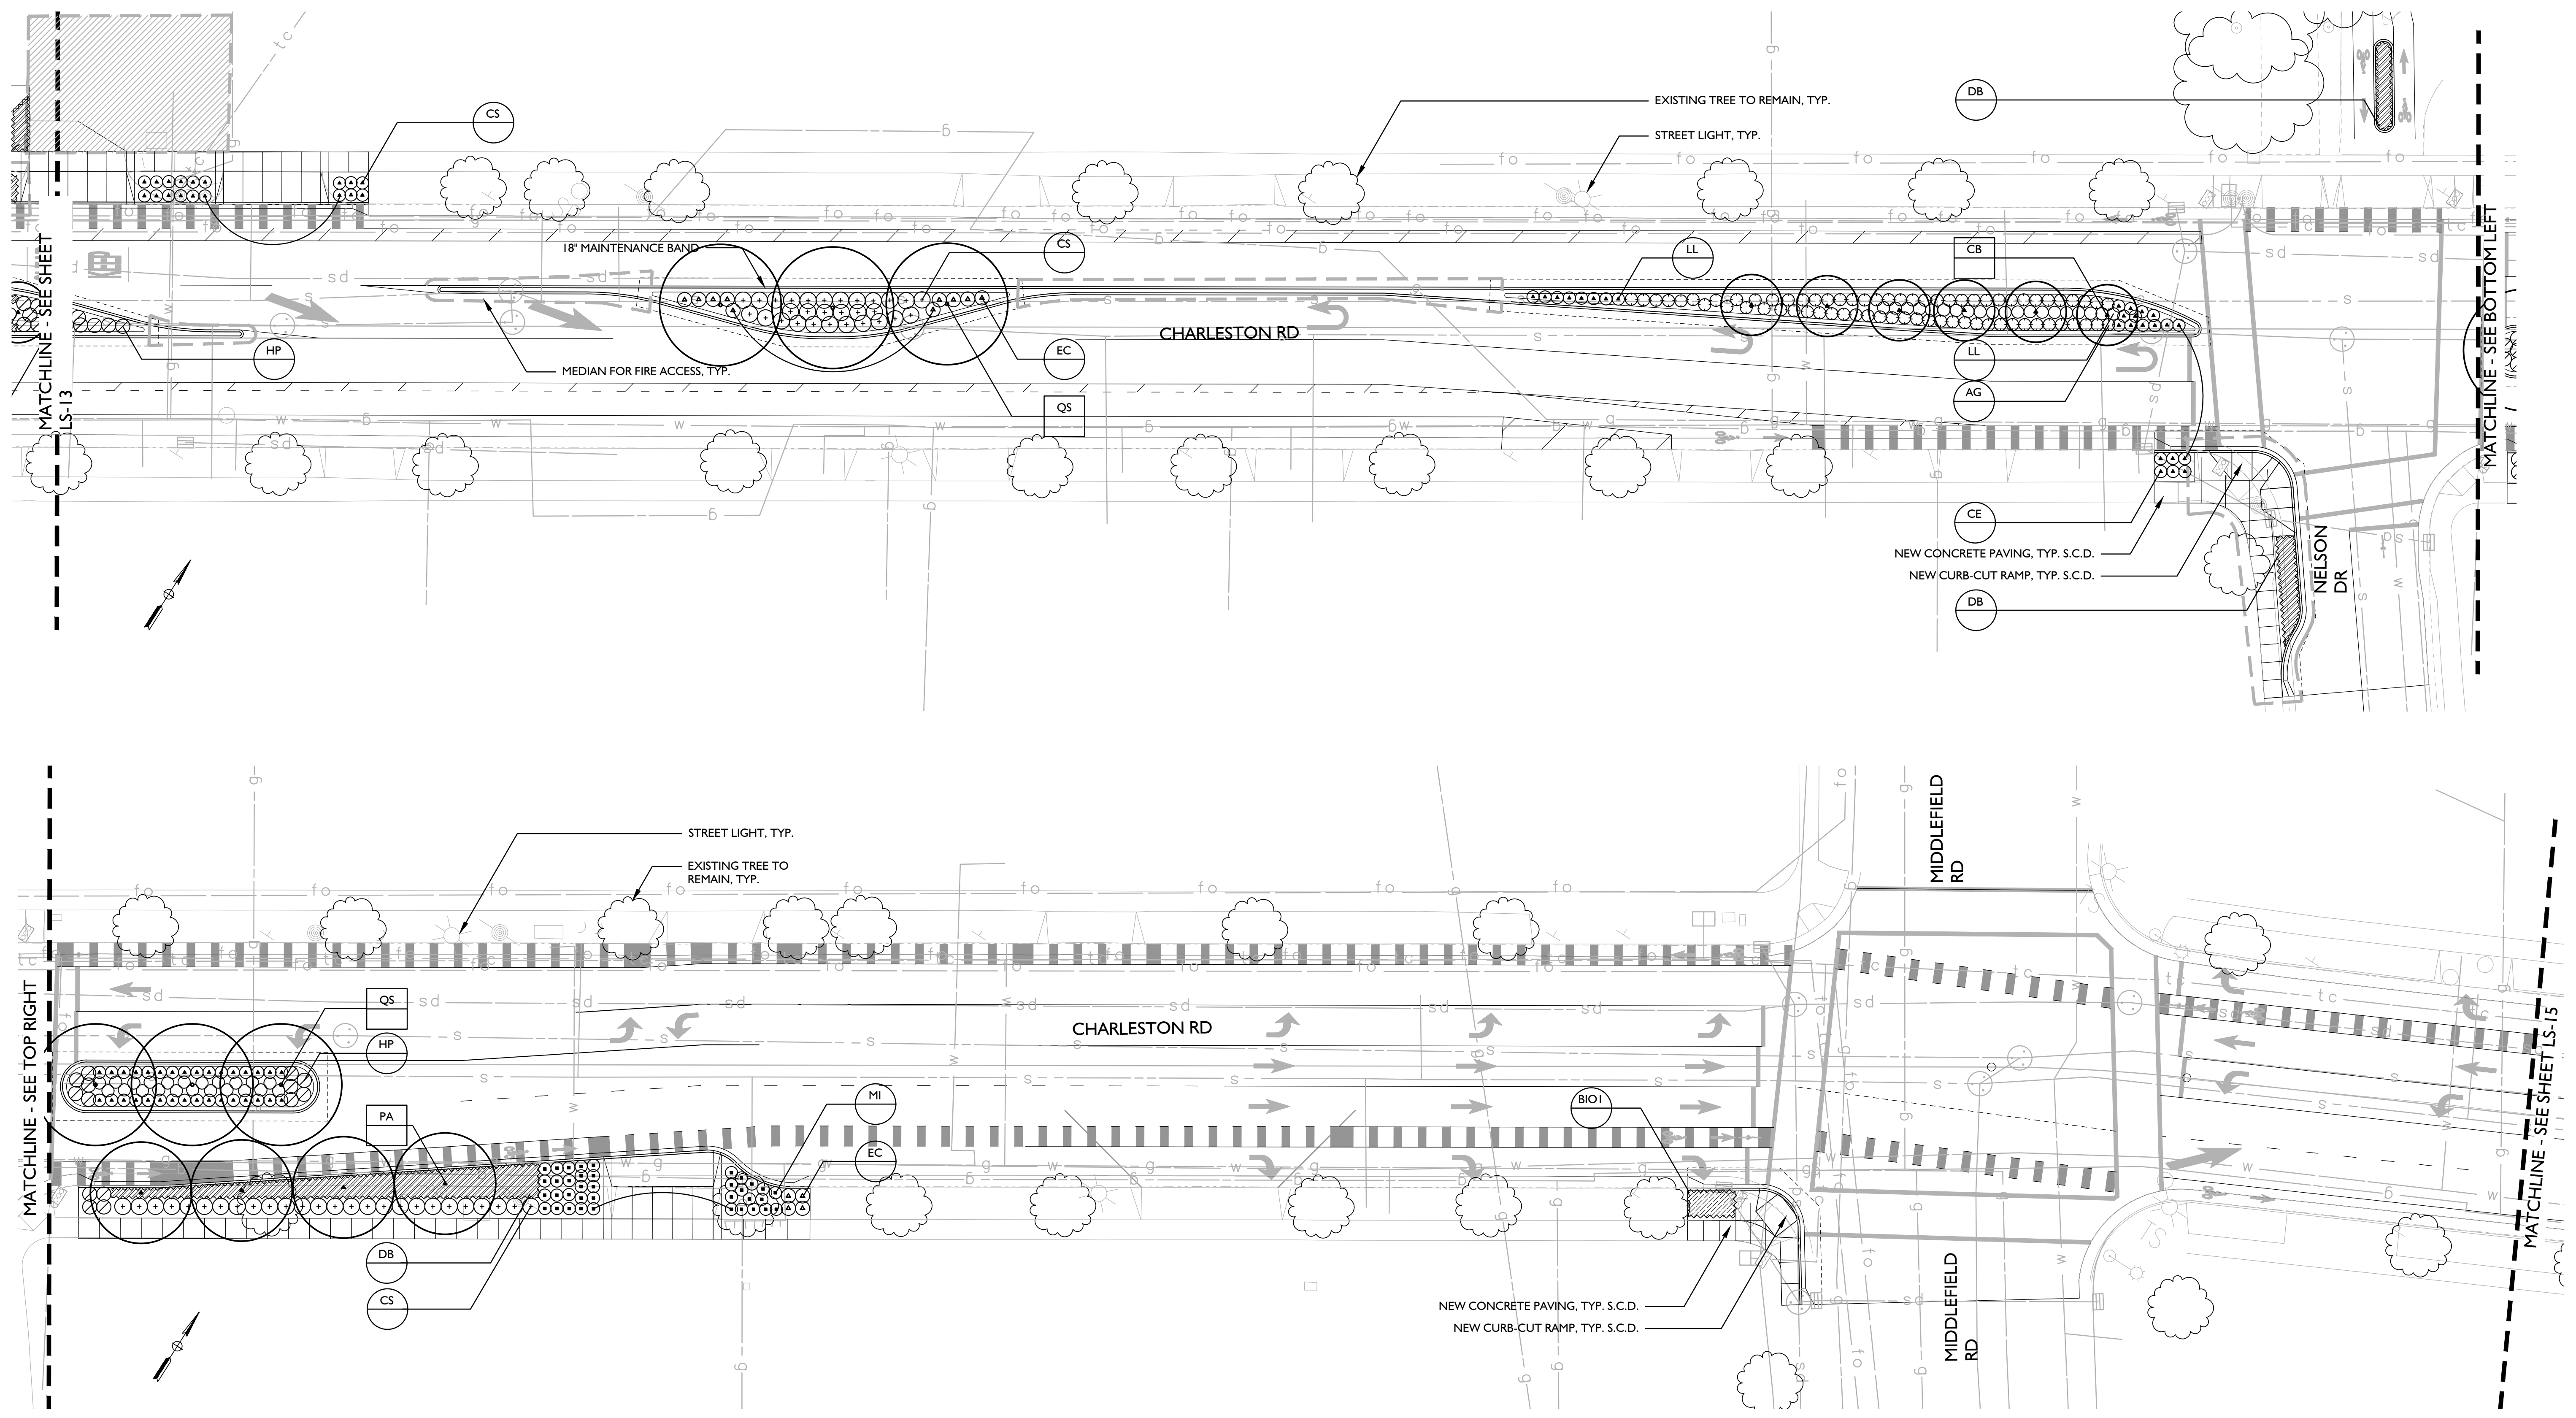 CS
EXISTING TREE TO REMAIN, TYP.
DB
STREET LIGHT, TYP.
18" MAINTENANCE BAND
CS
LL
CB
MATCHLINE - SEE SHEET
LS-13
MATCHLINE - SEE BOTTOM LEFT
CHARLESTON RD
HP
EC
LL
MEDIAN FOR FIRE ACCESS, TYP.
AG
QS
CE
NEW CONCRETE PAVING, TYP. S.C.D.
NEW CURB-CUT RAMP, TYP. S.C.D.
NELSON
DR
DB
STREET LIGHT, TYP.
EXISTING TREE TO
REMAIN, TYP.
MIDDLEFIELD
RD
MATCHLINE - SEE TOP RIGHT
QS
CHARLESTON RD
HP
MI
BIO1
PA
EC
MATCHLINE - SEE SHEET LS-15
DB
CS
NEW CONCRETE PAVING, TYP. S.C.D.
NEW CURB-CUT RAMP, TYP. S.C.D.
MIDDLEFIELD
RD